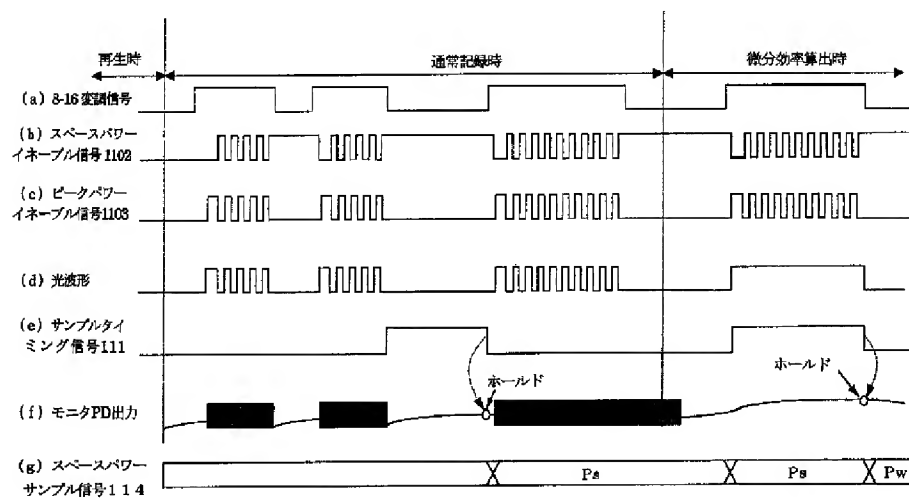 再生時
通常記録時
微分効率算出時
(a) 8-16変調信号
(b) スペースパワー
イネーブル信号1102
(c) ピークパワー
イネーブル信号1103
(d) 光波形
(e) サンプルタイ
ミング信号111
ホールド
ホールド
(f) モニタPD出力
(g) スペースパワー
サンプル信号114
Ps
Ps
Pw